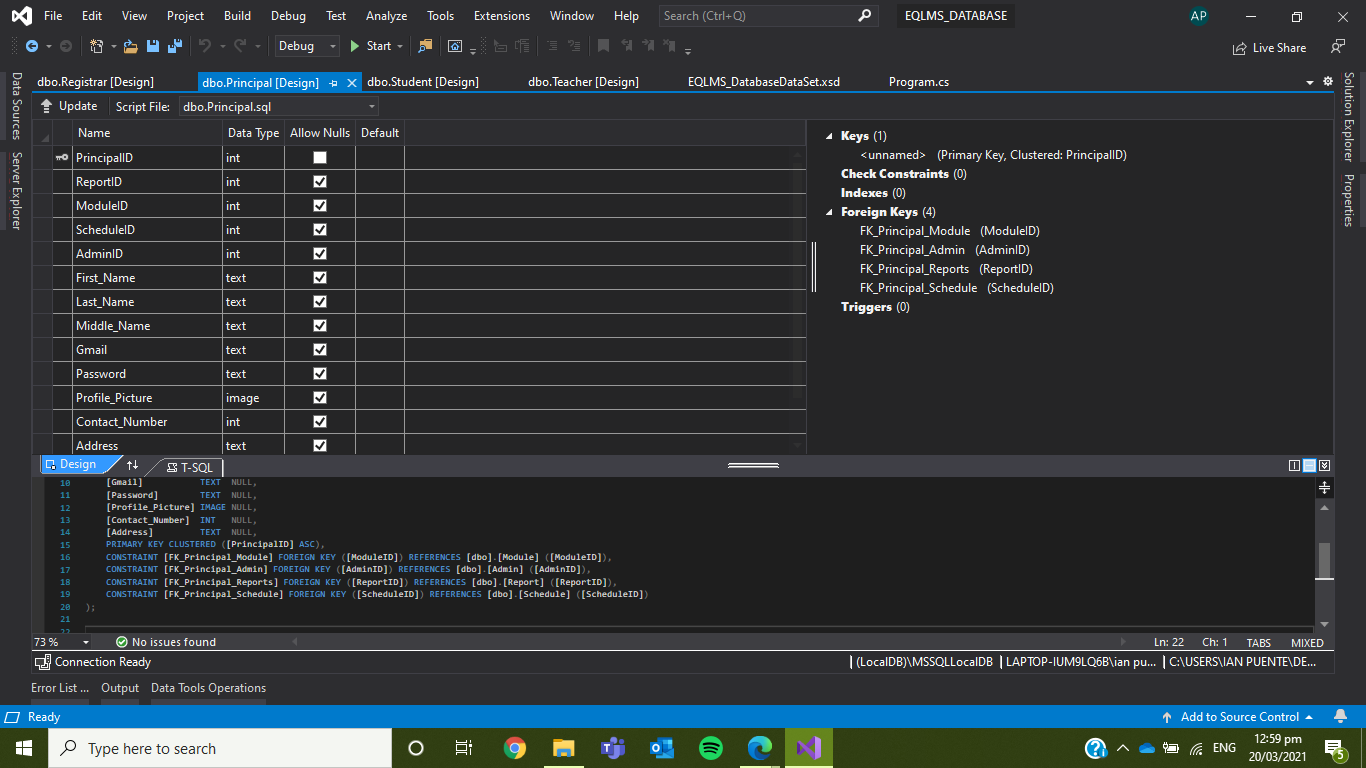 File Edit View Project Build Debug Test Analyze Tools Extensions Window Help Search (Ctrl+Q) EQLMS_DATABASE AP
Debug Start Live Share
dbo.Registrar [Design] dbo.Principal [Design] dbo.Student [Design] dbo.Teacher [Design] EQLMS_DatabaseDataSet.xsd Program.cs
Data Sources
Server Explorer
Solution Explorer
Properties
Update Script File: dbo.Principal.sql
Name Data Type Allow Nulls Default
PrincipalID int
ReportID int
ModuleID int
ScheduleID int
AdminID int
First_Name text
Last_Name text
Middle_Name text
Gmail text
Password text
Profile_Picture image
Contact_Number int
Address text
Keys (1)
<unnamed> (Primary Key, Clustered: PrincipalID)
Check Constraints (0)
Indexes (0)
Foreign Keys (4)
FK_Principal_Module (ModuleID)
FK_Principal_Admin (AdminID)
FK_Principal_Reports (ReportID)
FK_Principal_Schedule (ScheduleID)
Triggers (0)
Design T-SQL
10 [Gmail] TEXT NULL,
11 [Password] TEXT NULL,
12 [Profile_Picture] IMAGE NULL,
13 [Contact_Number] INT NULL,
14 [Address] TEXT NULL,
15 PRIMARY KEY CLUSTERED ([PrincipalID] ASC),
16 CONSTRAINT [FK_Principal_Module] FOREIGN KEY ([ModuleID]) REFERENCES [dbo].[Module] ([ModuleID]),
17 CONSTRAINT [FK_Principal_Admin] FOREIGN KEY ([AdminID]) REFERENCES [dbo].[Admin] ([AdminID]),
18 CONSTRAINT [FK_Principal_Reports] FOREIGN KEY ([ReportID]) REFERENCES [dbo].[Report] ([ReportID]),
19 CONSTRAINT [FK_Principal_Schedule] FOREIGN KEY ([ScheduleID]) REFERENCES [dbo].[Schedule] ([ScheduleID])
20 );
21
22
73 % No issues found Ln: 22 Ch: 1 TABS MIXED
Connection Ready (LocalDB)\MSSQLLocalDB LAPTOP-IUM9LQ6B\ian pu... C:\USERS\IAN PUENTE\DE...
Error List ... Output Data Tools Operations
Ready Add to Source Control
Type here to search ENG 12:59 pm
20/03/2021 5